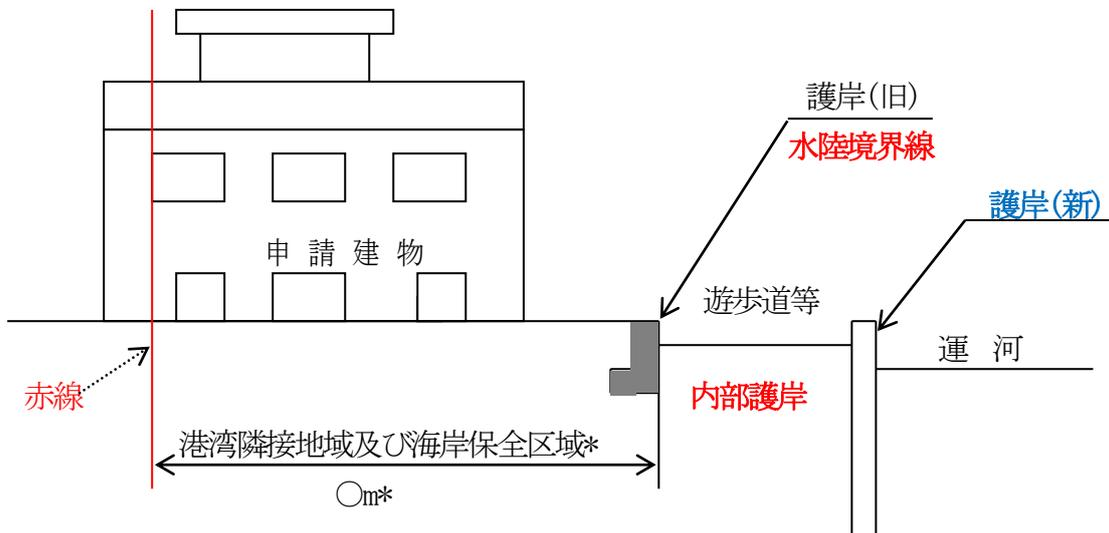 護岸(旧)
水陸境界線
護岸(新)
申請建物
遊歩道等
運河
赤線
内部護岸
港湾隣接地域及び海岸保全区域*
○m*